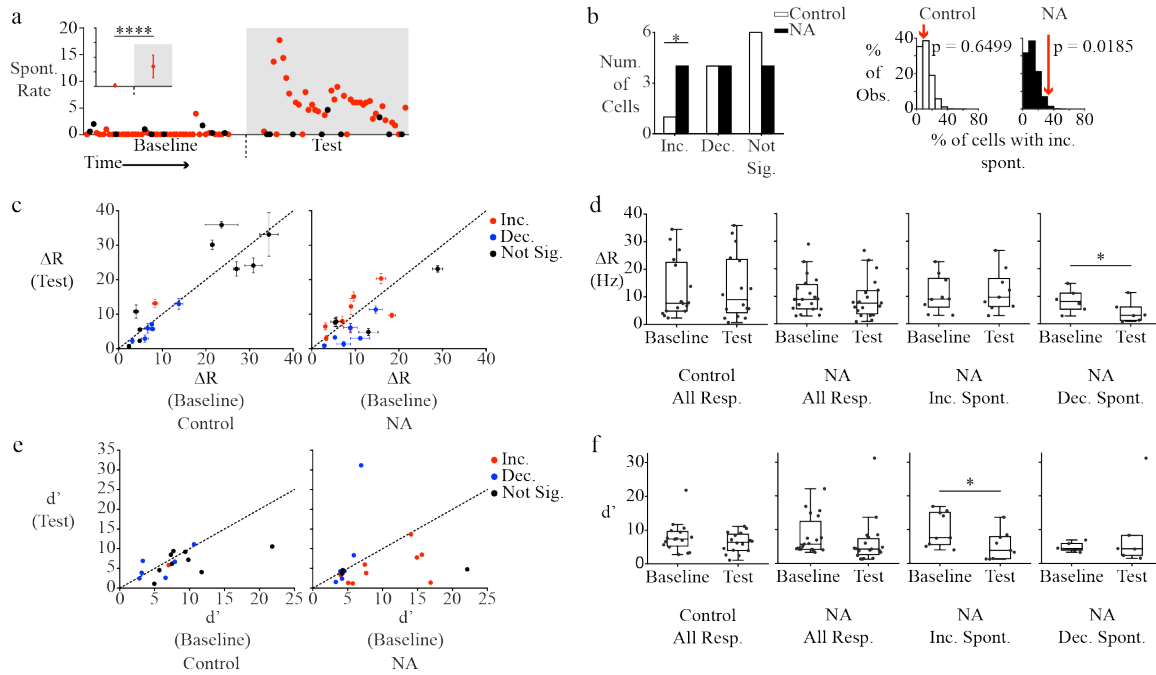 a
Spont.
Rate
20
15
10
5
0
****
Baseline
Test
Time
b
Control
NA
Num.
of
Cells
6
4
2
0
*
Inc.
Dec.
Not
Sig.
Control
NA
%
of
Obs.
40
20
0
p = 0.6499
p = 0.0185
0 40 80
0 40 80
% of cells with inc.
spont.
c
ΔR
(Test)
40
30
20
10
0
0 10 20 30 40
0 10 20 30 40
Inc.
Dec.
Not Sig.
ΔR
(Baseline)
Control
ΔR
(Baseline)
NA
d
ΔR
(Hz)
40
30
20
10
0
*
Baseline Test
Baseline Test
Baseline Test
Baseline Test
Control
All Resp.
NA
All Resp.
NA
Inc. Spont.
NA
Dec. Spont.
e
d’
(Test)
35
30
25
20
15
10
5
0
0 5 10 15 20 25
0 5 10 15 20 25
Inc.
Dec.
Not Sig.
d’
(Baseline)
Control
d’
(Baseline)
NA
f
d’
30
20
10
0
*
Baseline Test
Baseline Test
Baseline Test
Baseline Test
Control
All Resp.
NA
All Resp.
NA
Inc. Spont.
NA
Dec. Spont.